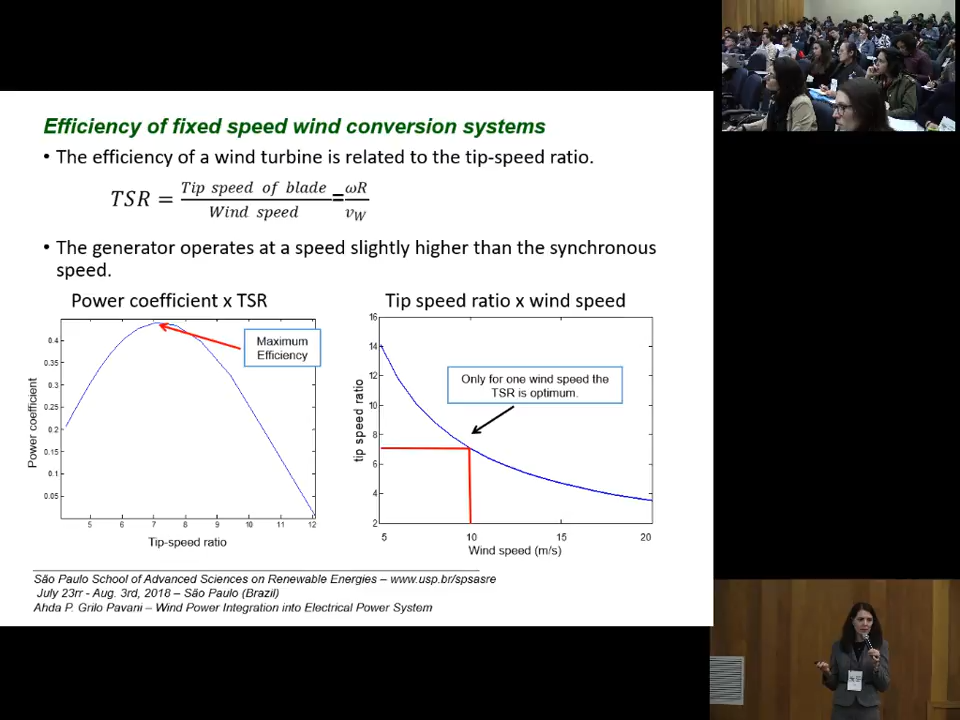 Efficiency of fixed speed wind conversion systems
• The efficiency of a wind turbine is related to the tip-speed ratio.
TSR = Tip speed of blade / Wind speed = ωR / vW
• The generator operates at a speed slightly higher than the synchronous
speed.
Power coefficient x TSR
Power coefficient
0.4
0.35
0.3
0.25
0.2
0.15
0.1
0.05
Maximum
Efficiency
5 6 7 8 9 10 11 12
Tip-speed ratio
Tip speed ratio x wind speed
tip speed ratio
16
14
12
10
8
6
4
2
Only for one wind speed the
TSR is optimum.
5 10 15 20
Wind speed (m/s)
São Paulo School of Advanced Sciences on Renewable Energies – www.usp.br/spsasre
July 23rr - Aug. 3rd, 2018 – São Paulo (Brazil)
Ahda P. Grilo Pavani – Wind Power Integration into Electrical Power System